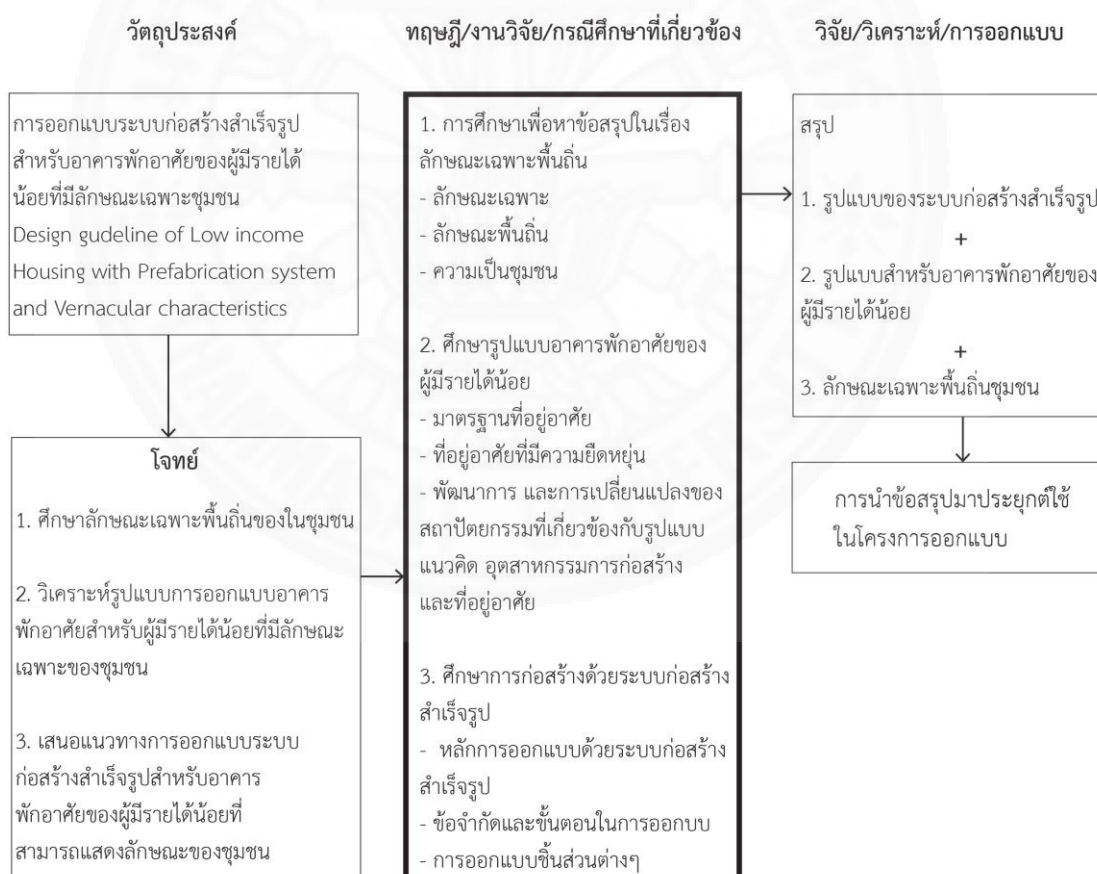 วัตถุประสงค์
การออกแบบระบบก่อสร้างสำเร็จรูป
สำหรับอาคารพักอาศัยของผู้มีรายได้
น้อยที่มีลักษณะเฉพาะชุมชน
Design gudeline of Low income
Housing with Prefabrication system
and Vernacular characteristics
โจทย์
1. ศึกษาลักษณะเฉพาะพื้นถิ่นของในชุมชน
2. วิเคราะห์รูปแบบการออกแบบอาคาร
พักอาศัยสำหรับผู้มีรายได้น้อยที่มีลักษณะ
เฉพาะของชุมชน
3. เสนอแนวทางการออกแบบระบบ
ก่อสร้างสำเร็จรูปสำหรับอาคาร
พักอาศัยของผู้มีรายได้น้อยที่
สามารถแสดงลักษณะของชุมชน
ทฤษฎี/งานวิจัย/กรณีศึกษาที่เกี่ยวข้อง
1. การศึกษาเพื่อหาข้อสรุปในเรื่อง
ลักษณะเฉพาะพื้นถิ่น
- ลักษณะเฉพาะ
- ลักษณะพื้นถิ่น
- ความเป็นชุมชน
2. ศึกษารูปแบบอาคารพักอาศัยของ
ผู้มีรายได้น้อย
- มาตรฐานที่อยู่อาศัย
- ที่อยู่อาศัยที่มีความยืดหยุ่น
- พัฒนาการ และการเปลี่ยนแปลงของ
สถาปัตยกรรมที่เกี่ยวข้องกับรูปแบบ
แนวคิด อุตสาหกรรมการก่อสร้าง
และที่อยู่อาศัย
3. ศึกษาการก่อสร้างด้วยระบบก่อสร้าง
สำเร็จรูป
- หลักการออกแบบด้วยระบบก่อสร้าง
สำเร็จรูป
- ข้อจำกัดและขั้นตอนในการออกบบ
- การออกแบบชิ้นส่วนต่างๆ
วิจัย/วิเคราะห์/การออกแบบ
สรุป
1. รูปแบบของระบบก่อสร้างสำเร็จรูป
+
2. รูปแบบสำหรับอาคารพักอาศัยของ
ผู้มีรายได้น้อย
+
3. ลักษณะเฉพาะพื้นถิ่นชุมชน
การนำข้อสรุปมาประยุกต์ใช้
ในโครงการออกแบบ